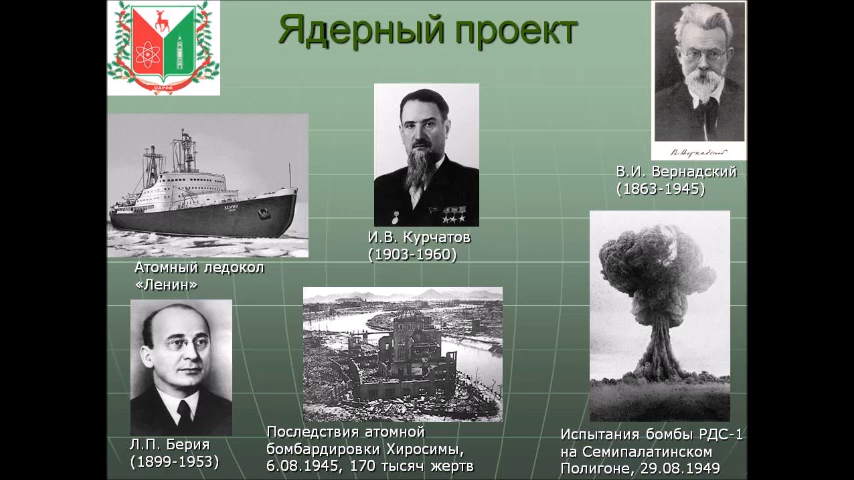 Ядерный проект
В.И. Вернадский
(1863-1945)
И.В. Курчатов
(1903-1960)
Атомный ледокол
«Ленин»
Л.П. Берия
(1899-1953)
Последствия атомной
бомбардировки Хиросимы,
6.08.1945, 170 тысяч жертв
Испытания бомбы РДС-1
на Семипалатинском
Полигоне, 29.08.1949